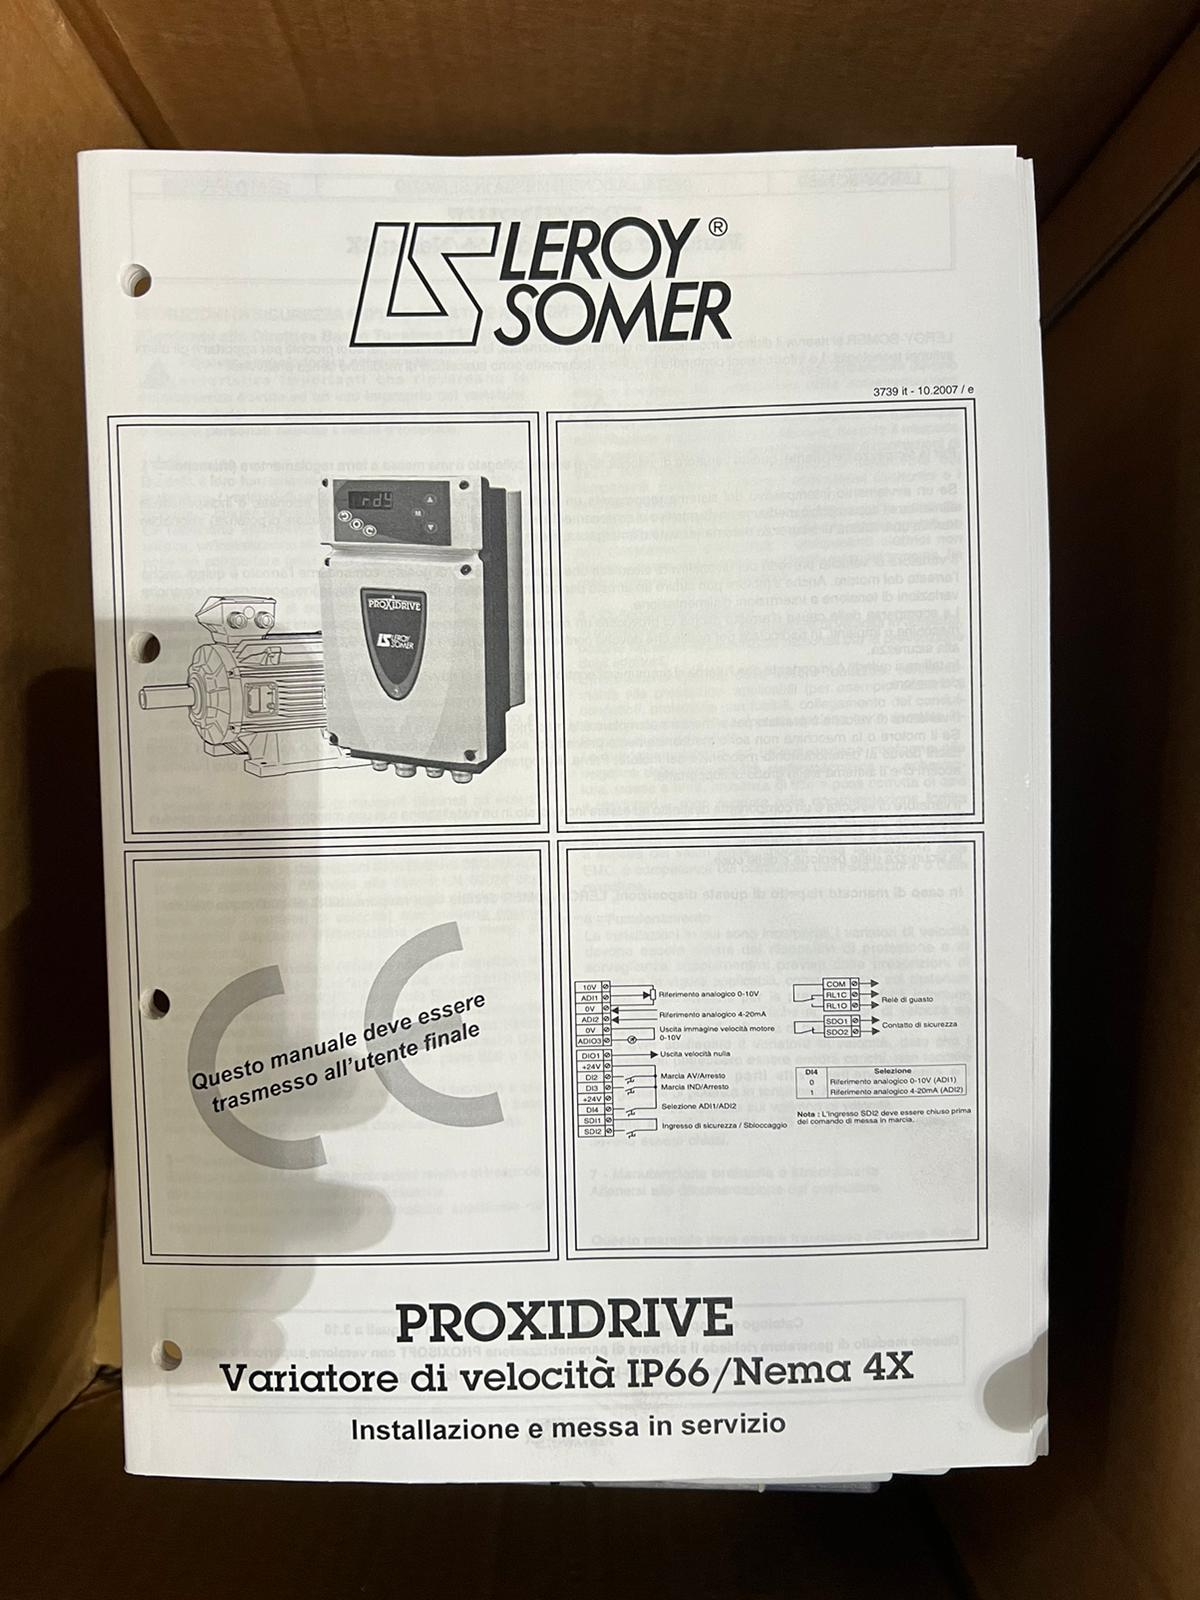 LEROY®
SOMER
3739 it - 10.2007 / e
rdY
M
PROXIDRIVE
LEROY
SOMER
Questo manuale deve essere
trasmesso all'utente finale
10V
ADI1
Riferimento analogico 0-10V
0V
ADI2
Riferimento analogico 4-20mA
0V
ADIO3
Uscita immagine velocità motore
0-10V
DIO1
Uscita velocità nulla
+24V
DI2
Marcia AV/Arresto
DI3
Marcia IND/Arresto
+24V
DI4
Selezione ADI1/ADI2
SDI1
SDI2
Ingresso di sicurezza / Sbloccaggio
COM
RL1C
RL1O
Relè di guasto
SDO1
SDO2
Contatto di sicurezza
DI4 Selezione
0 Riferimento analogico 0-10V (ADI1)
1 Riferimento analogico 4-20mA (ADI2)
Nota : L'Ingresso SDI2 deve essere chiuso prima
del comando di messa in marcia.
PROXIDRIVE
Variatore di velocità IP66/Nema 4X
Installazione e messa in servizio